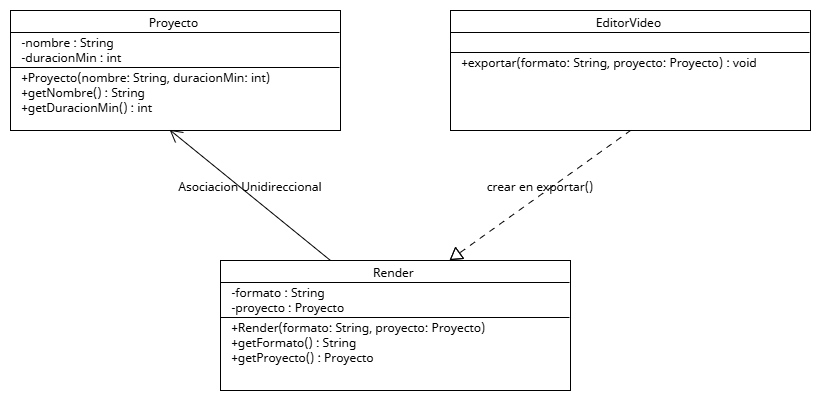 Proyecto
-nombre : String
-duracionMin : int
+Proyecto(nombre: String, duracionMin: int)
+getNombre() : String
+getDuracionMin() : int
EditorVideo
+exportar(formato: String, proyecto: Proyecto) : void
Asociacion Unidireccional
crear en exportar()
Render
-formato : String
-proyecto : Proyecto
+Render(formato: String, proyecto: Proyecto)
+getFormato() : String
+getProyecto() : Proyecto